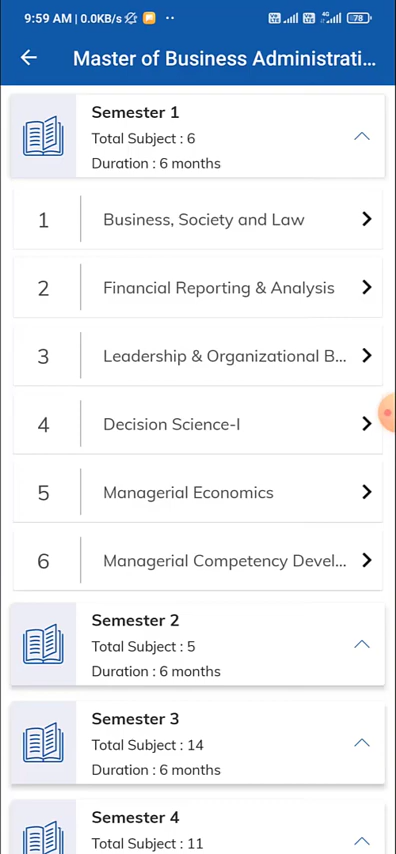 9:59 AM | 0.0KB/s
4G
78
Master of Business Administrati...
Semester 1
Total Subject : 6
Duration : 6 months
1 Business, Society and Law
2 Financial Reporting & Analysis
3 Leadership & Organizational B...
4 Decision Science-I
5 Managerial Economics
6 Managerial Competency Devel...
Semester 2
Total Subject : 5
Duration : 6 months
Semester 3
Total Subject : 14
Duration : 6 months
Semester 4
Total Subject : 11